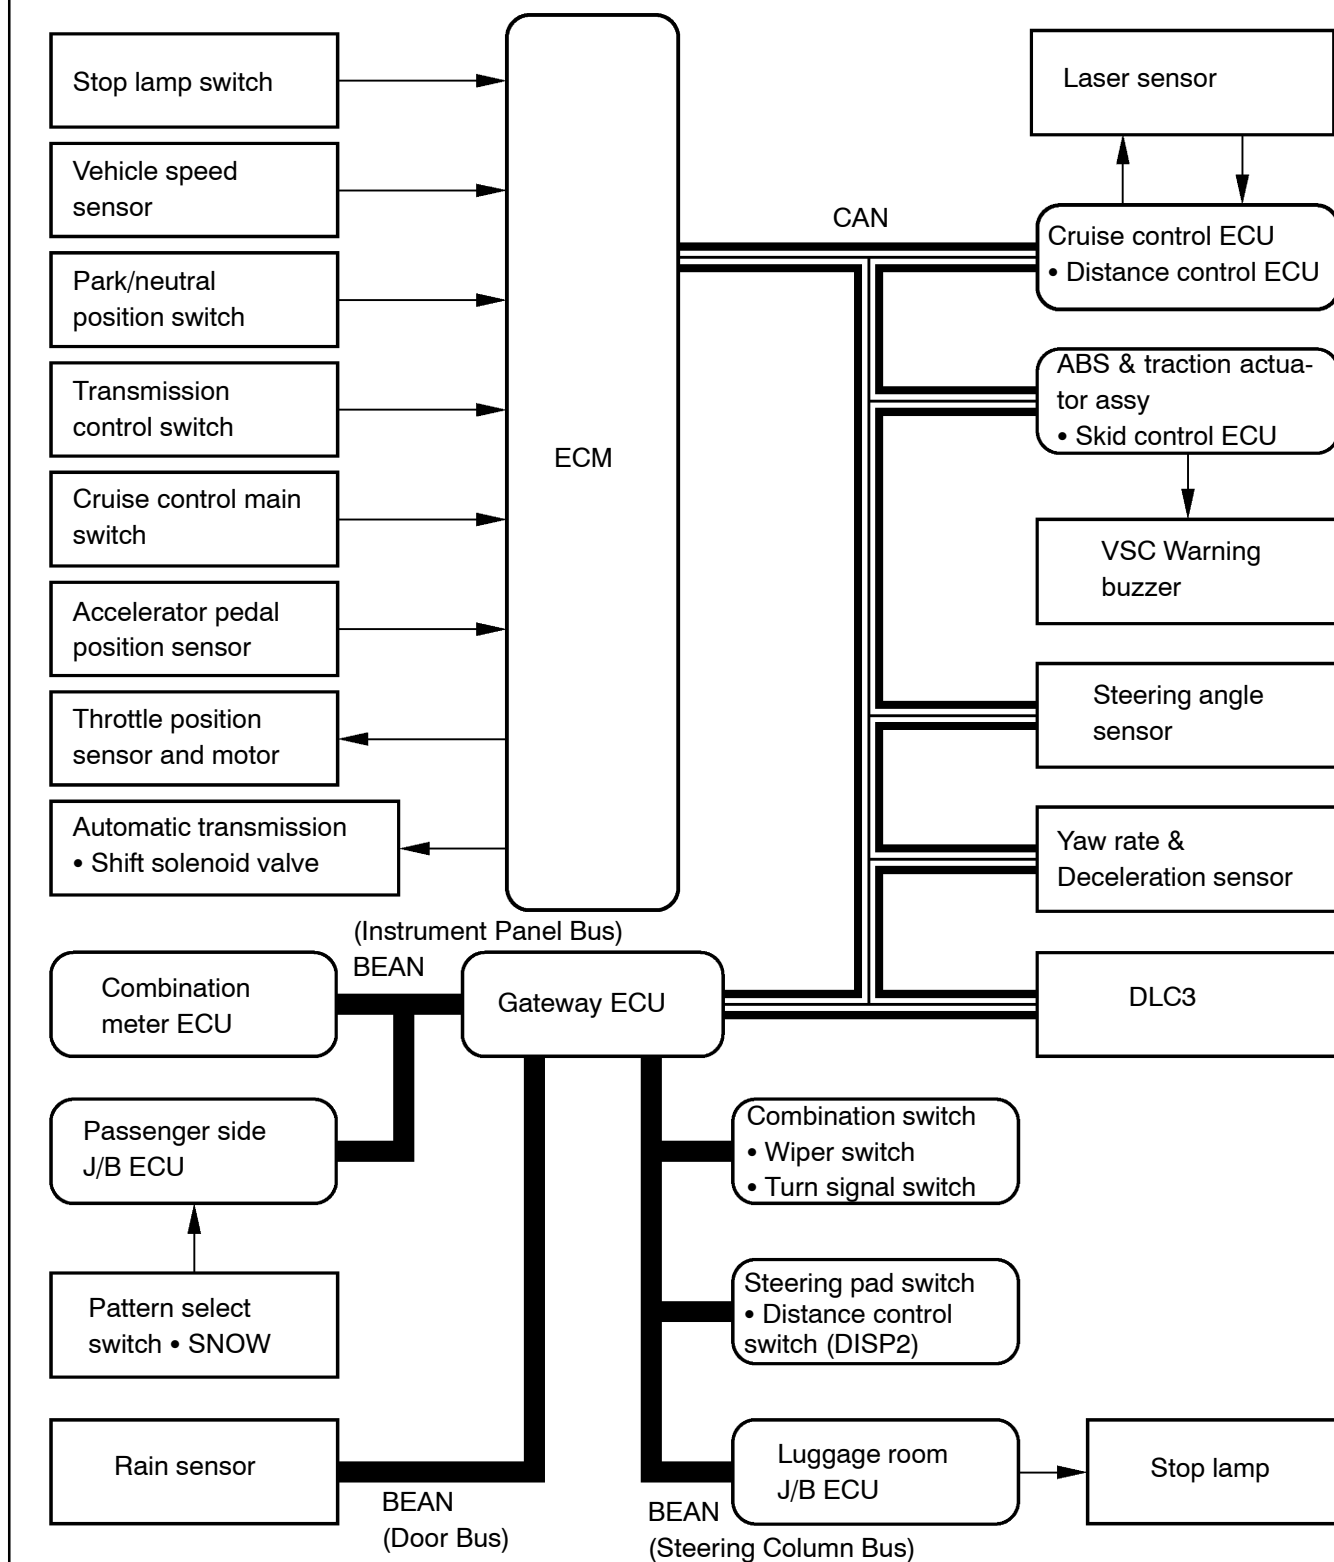 Stop lamp switch
Vehicle speed
sensor
Park/neutral
position switch
Transmission
control switch
Cruise control main
switch
Accelerator pedal
position sensor
Throttle position
sensor and motor
Automatic transmission
• Shift solenoid valve
ECM
CAN
Laser sensor
Cruise control ECU
• Distance control ECU
ABS & traction actua-
tor assy
• Skid control ECU
VSC Warning
buzzer
Steering angle
sensor
Yaw rate &
Deceleration sensor
DLC3
(Instrument Panel Bus)
BEAN
Combination
meter ECU
Gateway ECU
Passenger side
J/B ECU
Pattern select
switch • SNOW
Rain sensor
BEAN
(Door Bus)
Combination switch
• Wiper switch
• Turn signal switch
Steering pad switch
• Distance control
switch (DISP2)
Luggage room
J/B ECU
Stop lamp
BEAN
(Steering Column Bus)